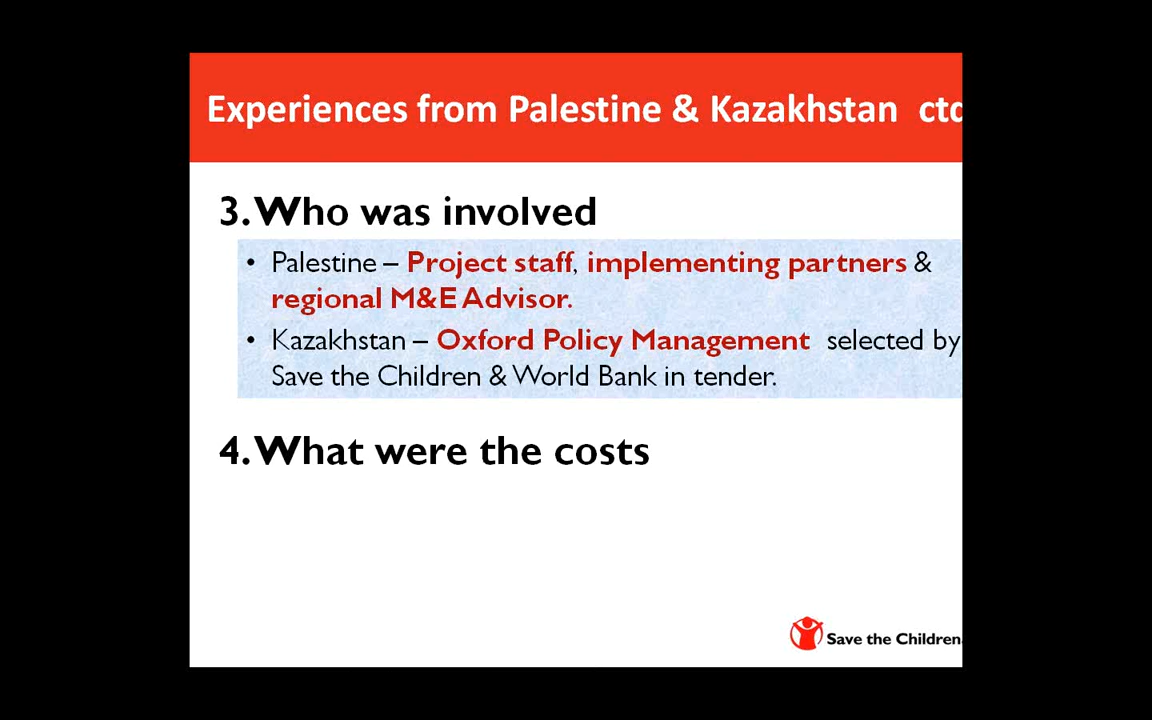 Experiences from Palestine & Kazakhstan ctd
3. Who was involved
• Palestine – Project staff, implementing partners &
regional M&E Advisor.
• Kazakhstan – Oxford Policy Management selected by
Save the Children & World Bank in tender.
4. What were the costs
Save the Children